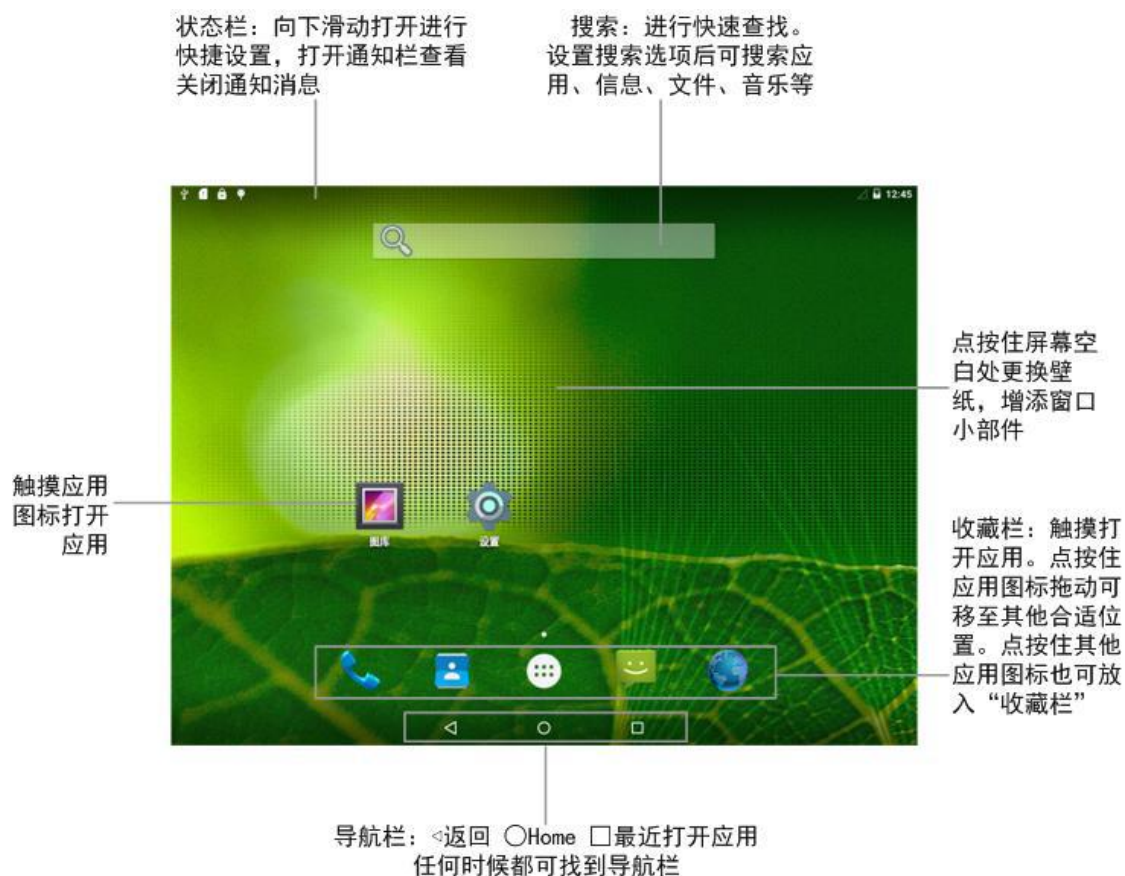 状态栏：向下滑动打开进行
快捷设置，打开通知栏查看
关闭通知消息
搜索：进行快速查找。
设置搜索选项后可搜索应
用、信息、文件、音乐等
12:45
点按住屏幕空
白处更换壁
纸，增添窗口
小部件
触摸应用
图标打开
应用
图库
设置
收藏栏：触摸打
开应用。点按住
应用图标拖动可
移至其他合适位
置。点按住其他
应用图标也可放
入“收藏栏”
导航栏：◁返回 ○Home □最近打开应用
任何时候都可找到导航栏